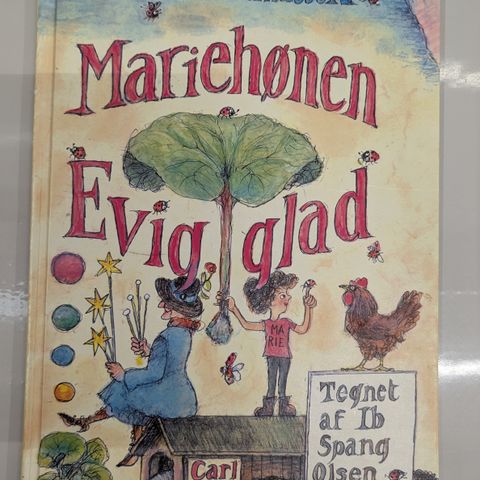 Mariehønen
Evig glad
MA
RIE
Tegnet
af Ib
Spang
Olsen
Carl